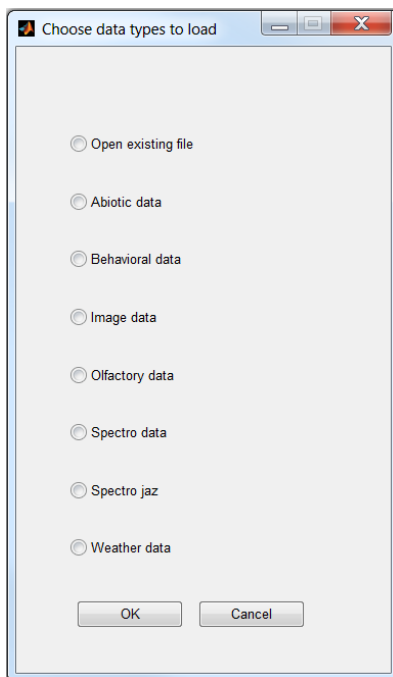 Choose data types to load
Open existing file
Abiotic data
Behavioral data
Image data
Olfactory data
Spectro data
Spectro jaz
Weather data
OK Cancel